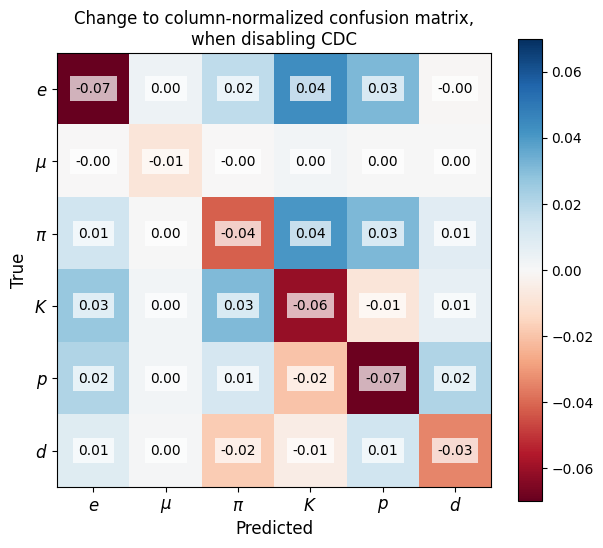 Change to column-normalized confusion matrix,
when disabling CDC
e -0.07 0.00 0.02 0.04 0.03 -0.00 0.06
μ -0.00 -0.01 -0.00 0.00 0.00 0.00 0.04
0.02
π 0.01 0.00 -0.04 0.04 0.03 0.01
0.00
True
K 0.03 0.00 0.03 -0.06 -0.01 0.01
−0.02
p 0.02 0.00 0.01 -0.02 -0.07 0.02 −0.04
d 0.01 0.00 -0.02 -0.01 0.01 -0.03 −0.06
e μ π K p d
Predicted